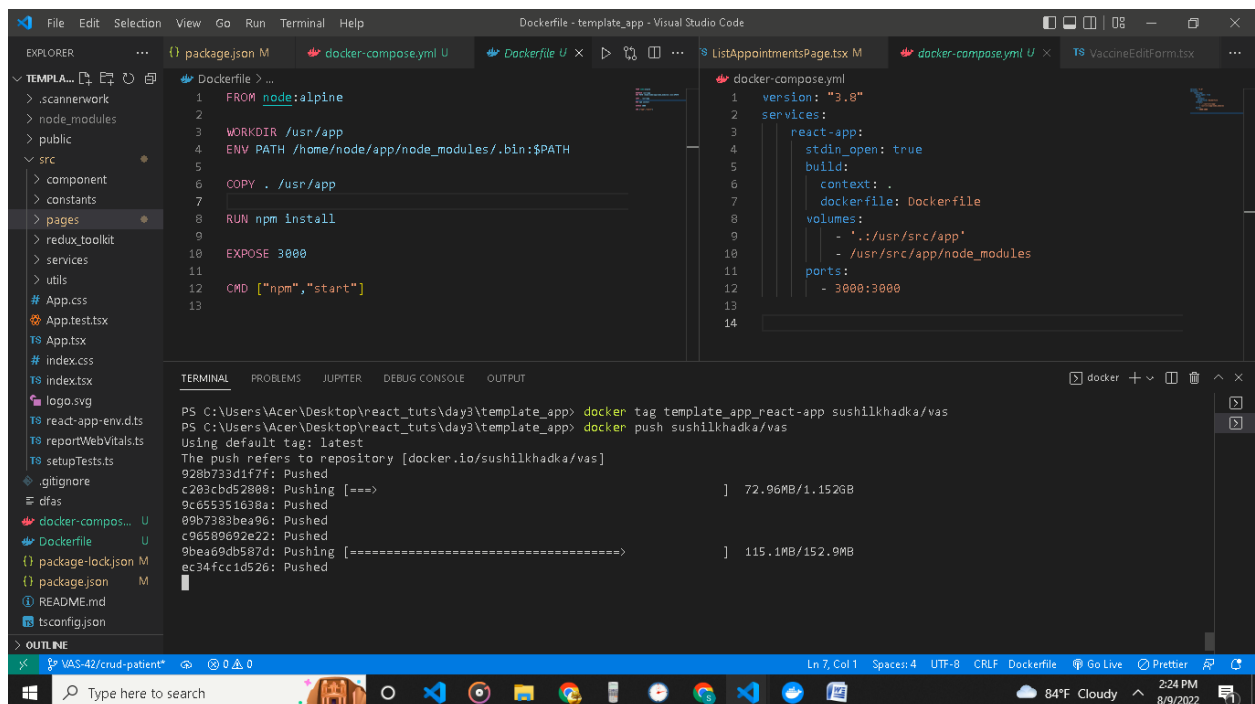 File Edit Selection View Go Run Terminal Help Dockerfile - template_app - Visual Studio Code
EXPLORER ...
TEMPLA...
> .scannerwork
> node_modules
> public
src
> component
> constants
> pages
> redux_toolkit
> services
> utils
# App.css
App.test.tsx
TS App.tsx
# index.css
TS index.tsx
logo.svg
TS react-app-env.d.ts
TS reportWebVitals.ts
TS setupTests.ts
.gitignore
dfas
docker-compos... U
Dockerfile U
{} package-lock.json M
{} package.json M
README.md
tsconfig.json
> OUTLINE
{} package.json M docker-compose.yml U Dockerfile U × ...
Dockerfile > ...
1 FROM node:alpine
2
3 WORKDIR /usr/app
4 ENV PATH /home/node/app/node_modules/.bin:$PATH
5
6 COPY . /usr/app
7
8 RUN npm install
9
10 EXPOSE 3000
11
12 CMD ["npm","start"]
13
ListAppointmentsPage.tsx M docker-compose.yml U × TS VaccineEditForm.tsx ...
docker-compose.yml
1 version: "3.8"
2 services:
3 react-app:
4 stdin_open: true
5 build:
6 context: .
7 dockerfile: Dockerfile
8 volumes:
9 - '.:/usr/src/app'
10 - /usr/src/app/node_modules
11 ports:
12 - 3000:3000
13
14
TERMINAL PROBLEMS JUPYTER DEBUG CONSOLE OUTPUT docker
PS C:\Users\Acer\Desktop\react_tuts\day3\template_app> docker tag template_app_react-app sushilkhadka/vas
PS C:\Users\Acer\Desktop\react_tuts\day3\template_app> docker push sushilkhadka/vas
Using default tag: latest
The push refers to repository [docker.io/sushilkhadka/vas]
928b733d1f7f: Pushed
c203cbd52808: Pushing [===> ] 72.96MB/1.152GB
9c655351638a: Pushed
09b7383bea96: Pushed
c96589692e22: Pushed
9bea69db587d: Pushing [=====================================> ] 115.1MB/152.9MB
ec34fcc1d526: Pushed
VAS-42/crud-patient* 0 0 Ln 7, Col 1 Spaces: 4 UTF-8 CRLF Dockerfile Go Live Prettier
Type here to search 84°F Cloudy 2:24 PM
8/9/2022